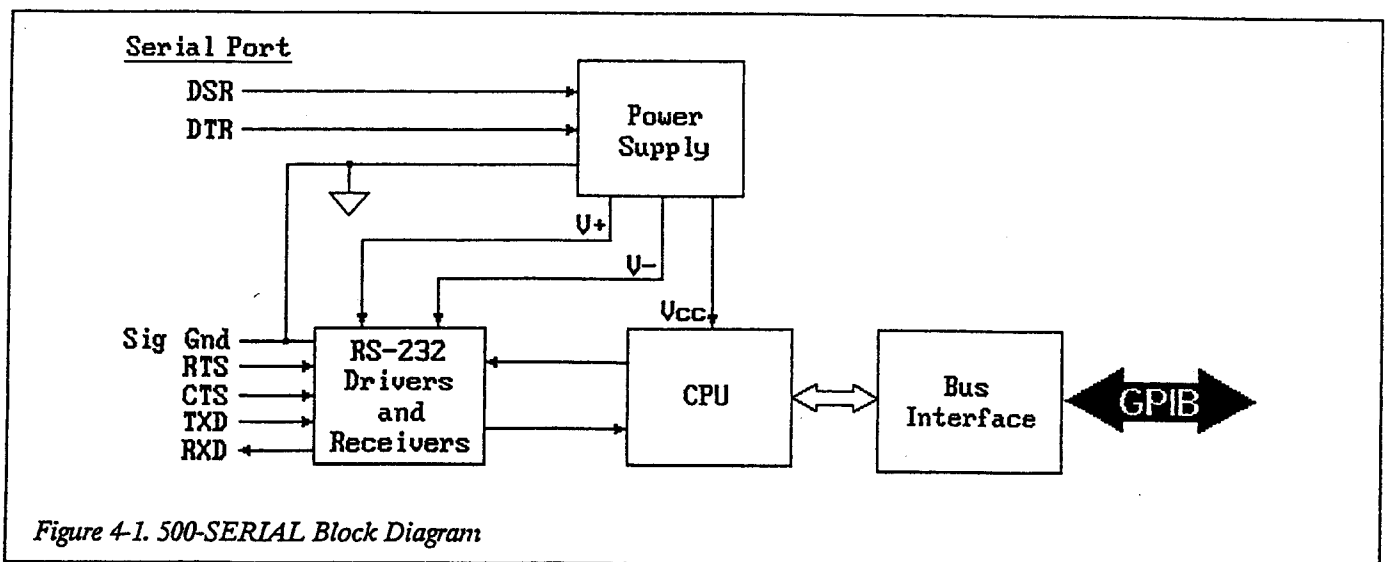 Serial Port
DSR
DTR
Power
Supply
V+
V-
Vcc
Sig Gnd
RTS
CTS
TXD
RXD
RS-232
Drivers
and
Receivers
CPU
Bus
Interface
GPIB
Figure 4-1. 500-SERIAL Block Diagram